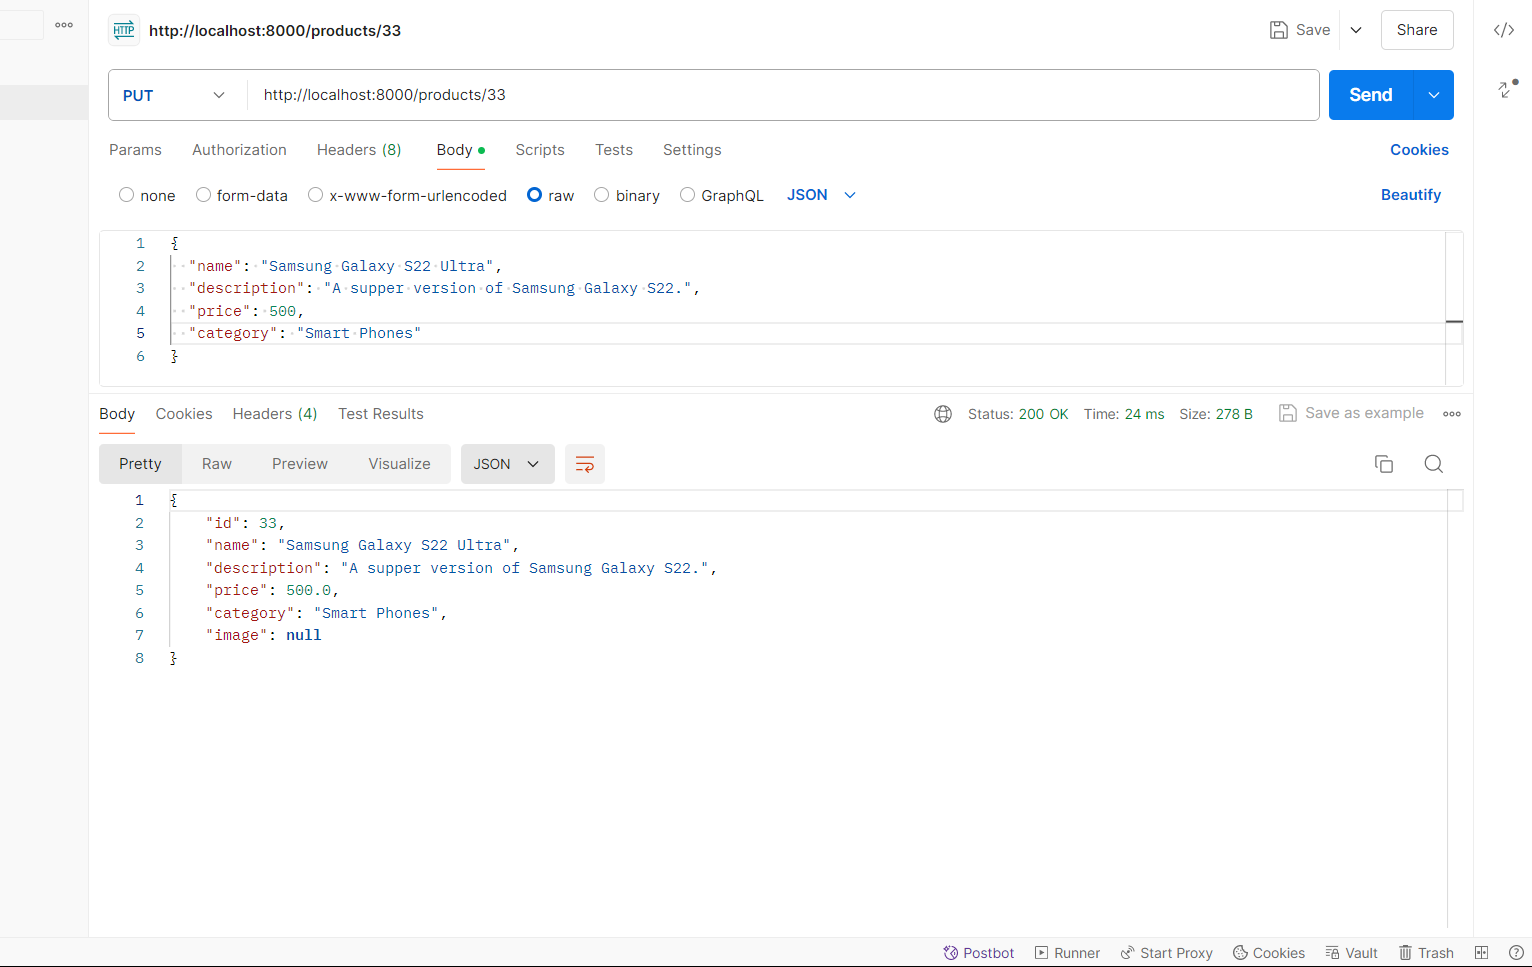 HTTP http://localhost:8000/products/33 Save Share
PUT http://localhost:8000/products/33 Send
Params Authorization Headers (8) Body Scripts Tests Settings Cookies
none form-data x-www-form-urlencoded raw binary GraphQL JSON Beautify
1 {
2 "name": "Samsung Galaxy S22 Ultra",
3 "description": "A supper version of Samsung Galaxy S22.",
4 "price": 500,
5 "category": "Smart Phones"
6 }
Body Cookies Headers (4) Test Results Status: 200 OK Time: 24 ms Size: 278 B Save as example
Pretty Raw Preview Visualize JSON
1 {
2 "id": 33,
3 "name": "Samsung Galaxy S22 Ultra",
4 "description": "A supper version of Samsung Galaxy S22.",
5 "price": 500.0,
6 "category": "Smart Phones",
7 "image": null
8 }
Postbot Runner Start Proxy Cookies Vault Trash